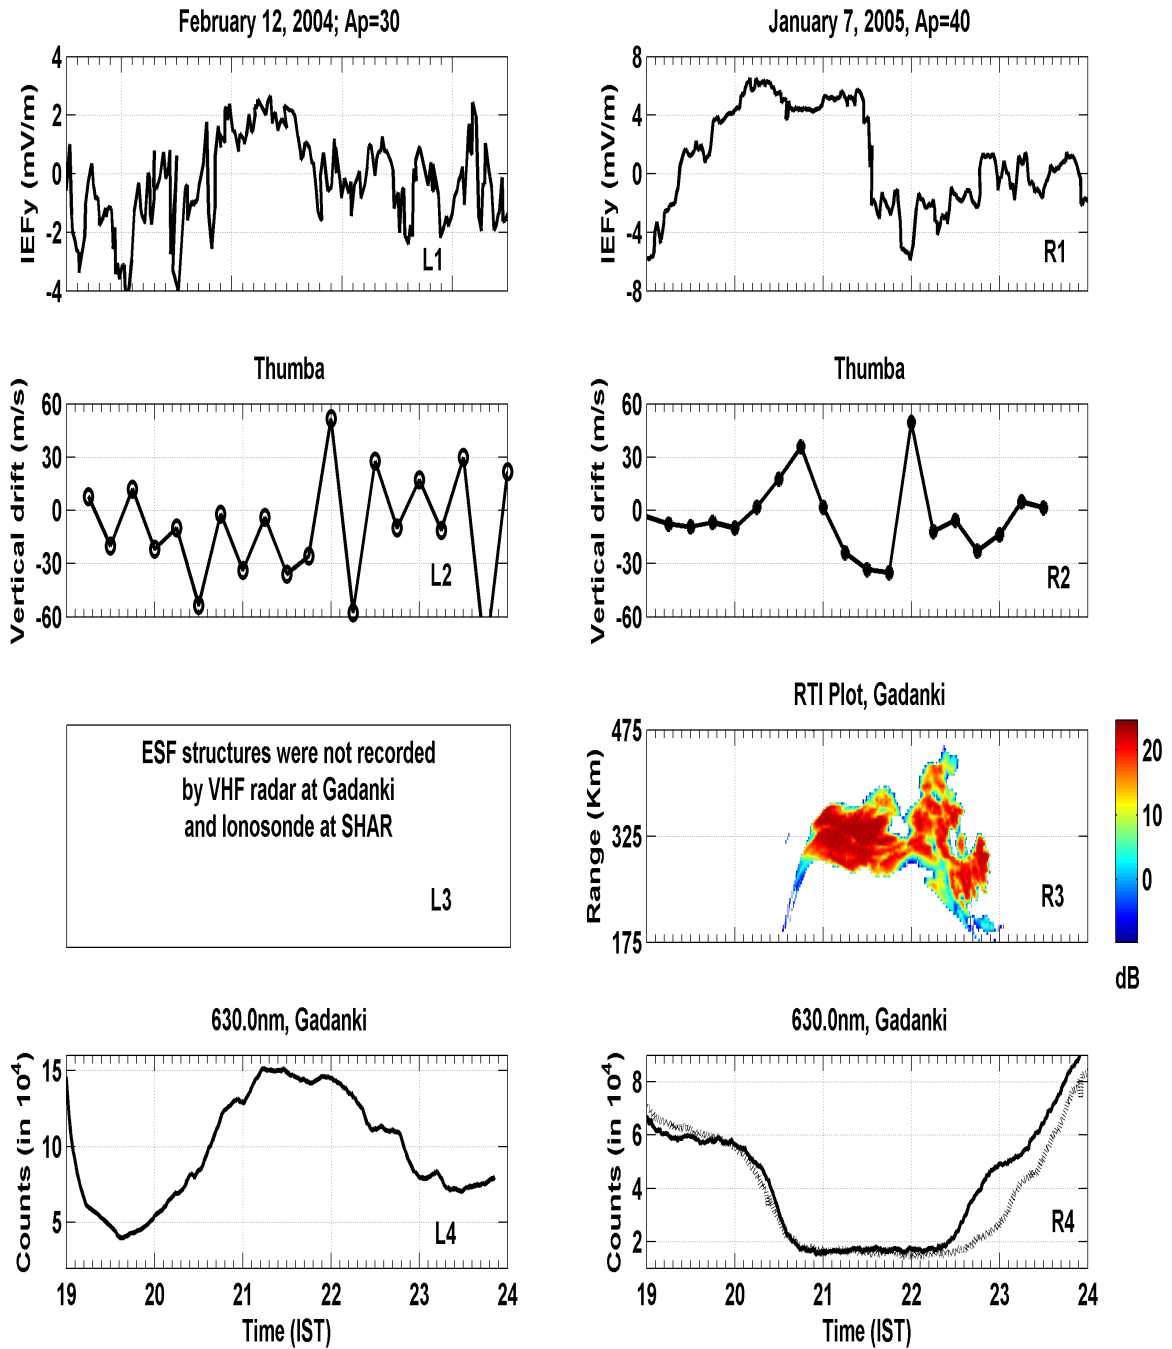 February 12, 2004; Ap=30
4
2
0
-2
-4
IEFy (mV/m)
L1
Thumba
60
30
0
-30
-60
Vertical drift (m/s)
L2
ESF structures were not recorded
by VHF radar at Gadanki
and Ionosonde at SHAR
L3
630.0nm, Gadanki
15
10
5
Counts (in 10⁴)
L4
19 20 21 22 23 24
Time (IST)
January 7, 2005, Ap=40
8
4
0
-4
-8
IEFy (mV/m)
R1
Thumba
60
30
0
-30
-60
Vertical drift (m/s)
R2
RTI Plot, Gadanki
475
325
175
Range (Km)
R3
20
10
0
dB
630.0nm, Gadanki
8
6
4
2
Counts (in 10⁴)
R4
19 20 21 22 23 24
Time (IST)